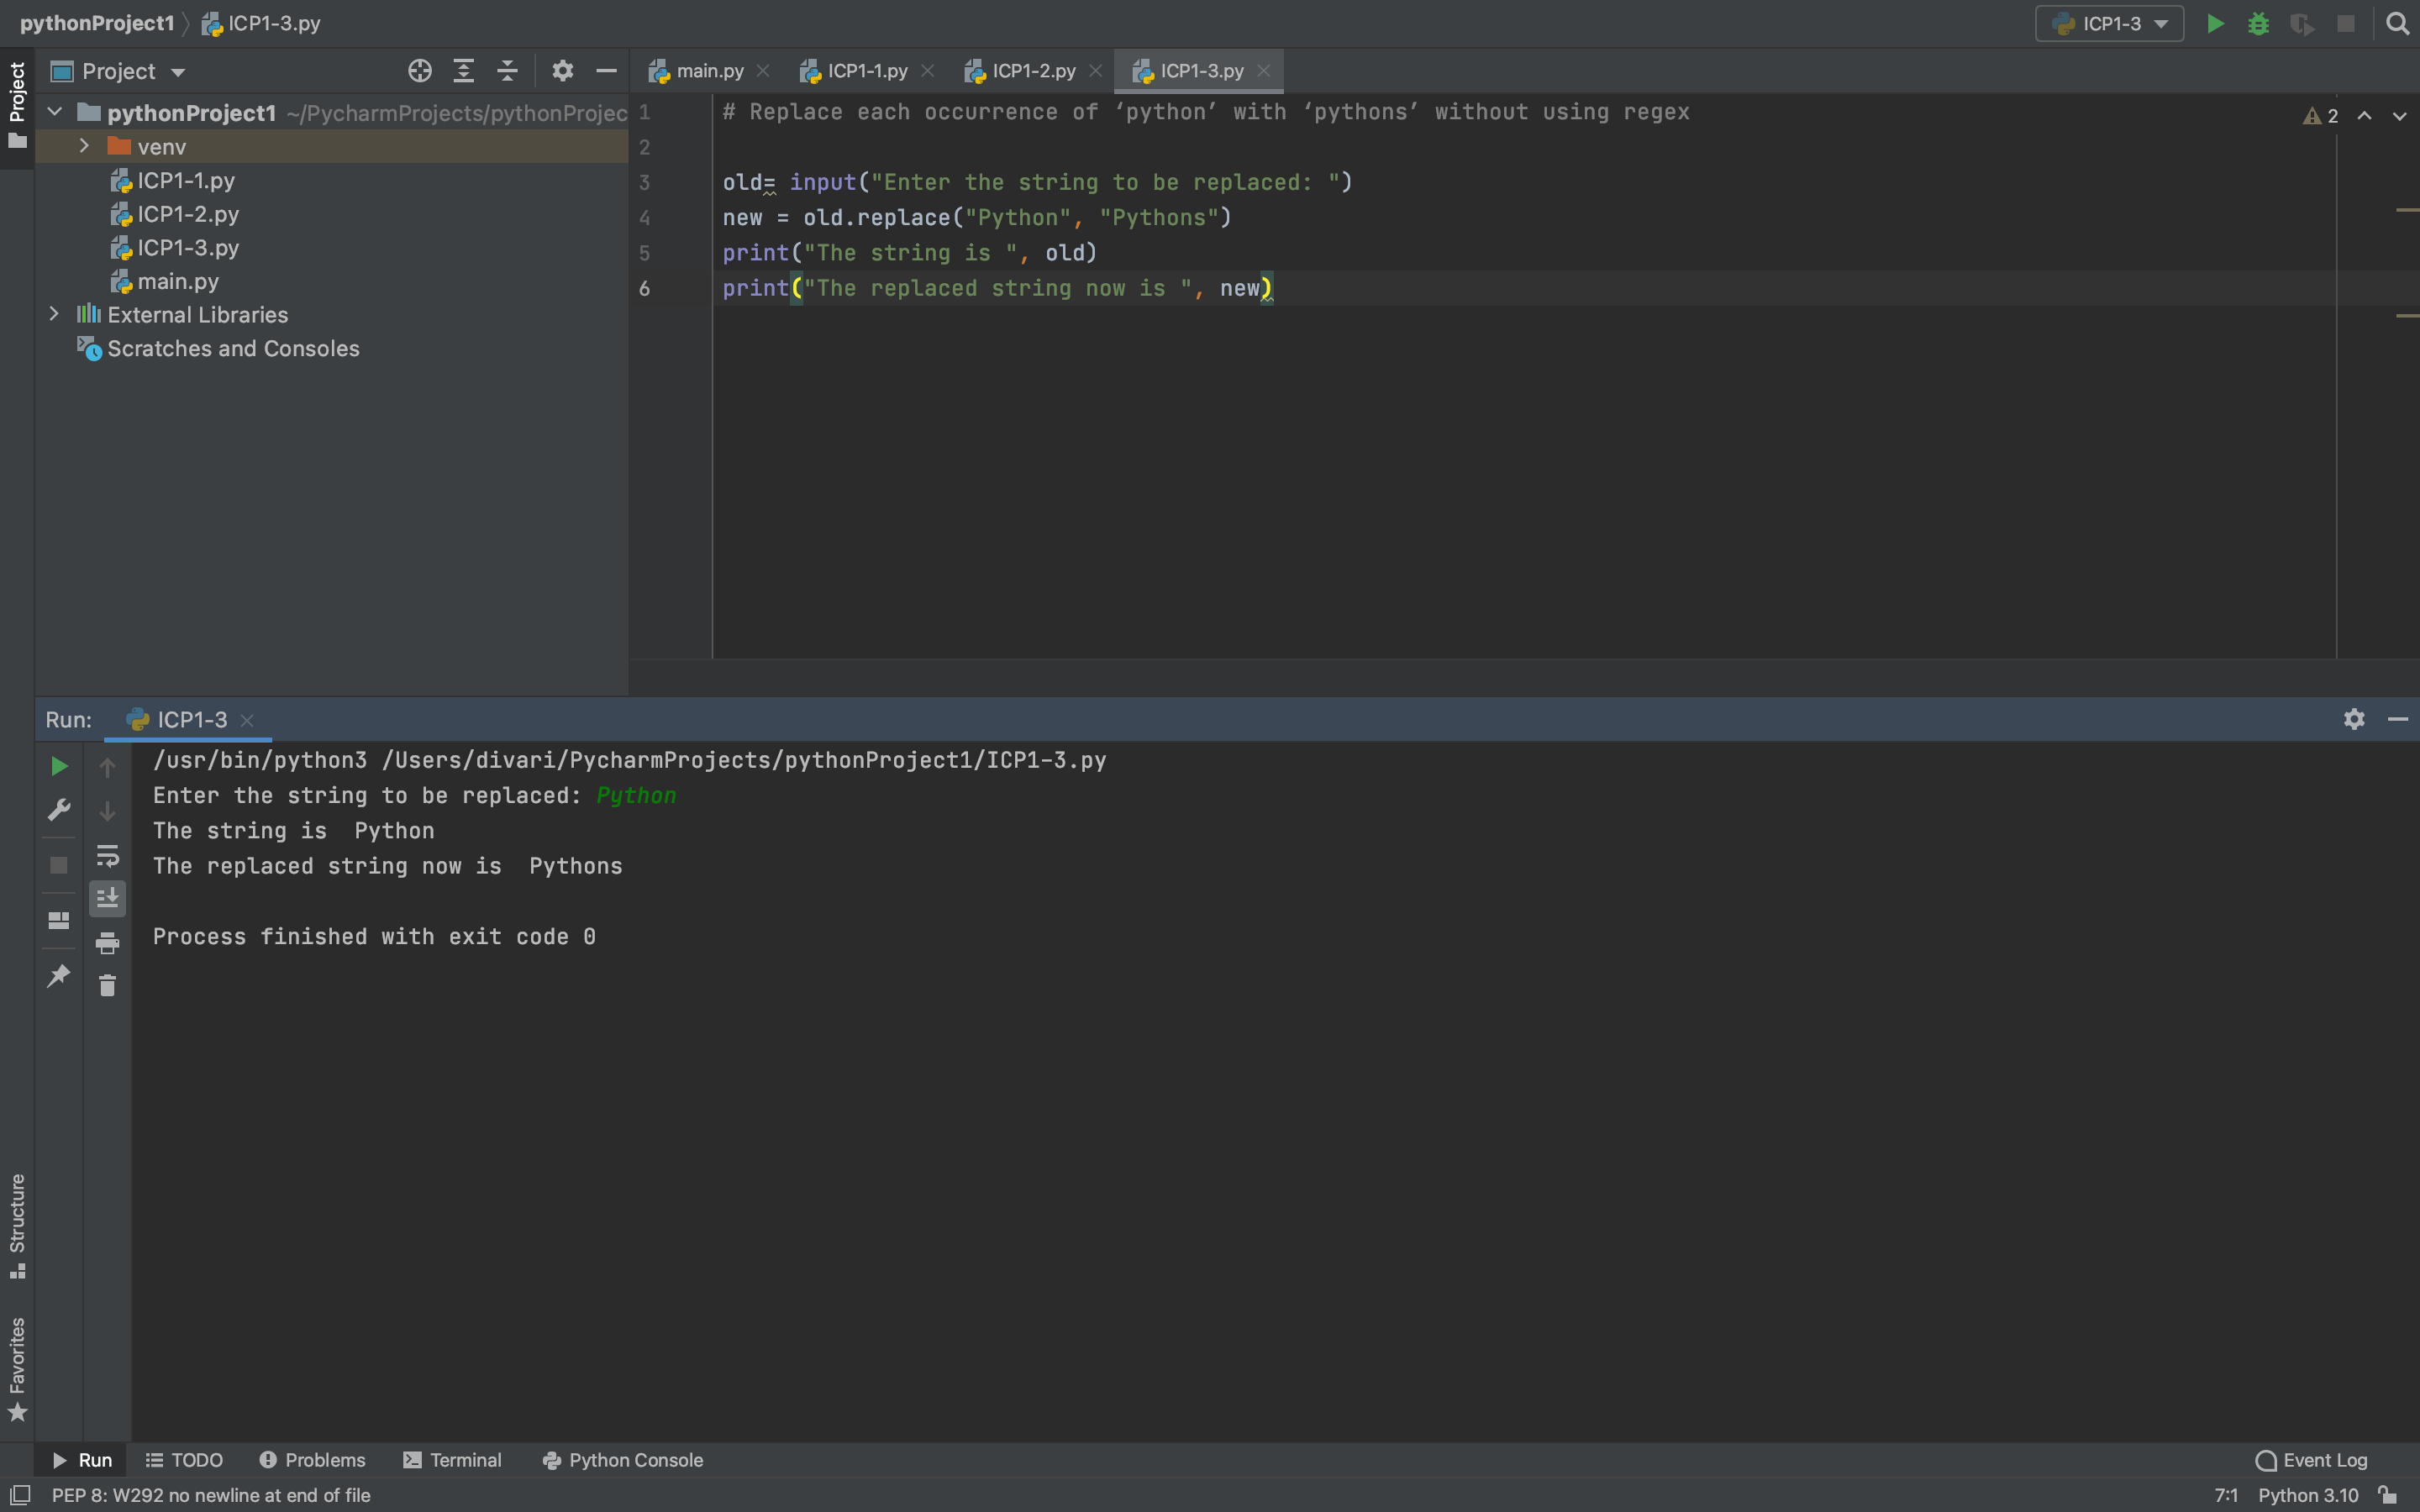 pythonProject1 ICP1-3.py
ICP1-3
Project
Project
main.py
ICP1-1.py
ICP1-2.py
ICP1-3.py
pythonProject1 ~/PycharmProjects/pythonProjec
venv
ICP1-1.py
ICP1-2.py
ICP1-3.py
main.py
External Libraries
Scratches and Consoles
1 # Replace each occurrence of ‘python’ with ‘pythons’ without using regex
2
3 old= input("Enter the string to be replaced: ")
4 new = old.replace("Python", "Pythons")
5 print("The string is ", old)
6 print("The replaced string now is ", new)
2
Run: ICP1-3
/usr/bin/python3 /Users/divari/PycharmProjects/pythonProject1/ICP1-3.py
Enter the string to be replaced: Python
The string is  Python
The replaced string now is  Pythons
Process finished with exit code 0
Structure
Favorites
Run
TODO
Problems
Terminal
Python Console
Event Log
PEP 8: W292 no newline at end of file
7:1 Python 3.10